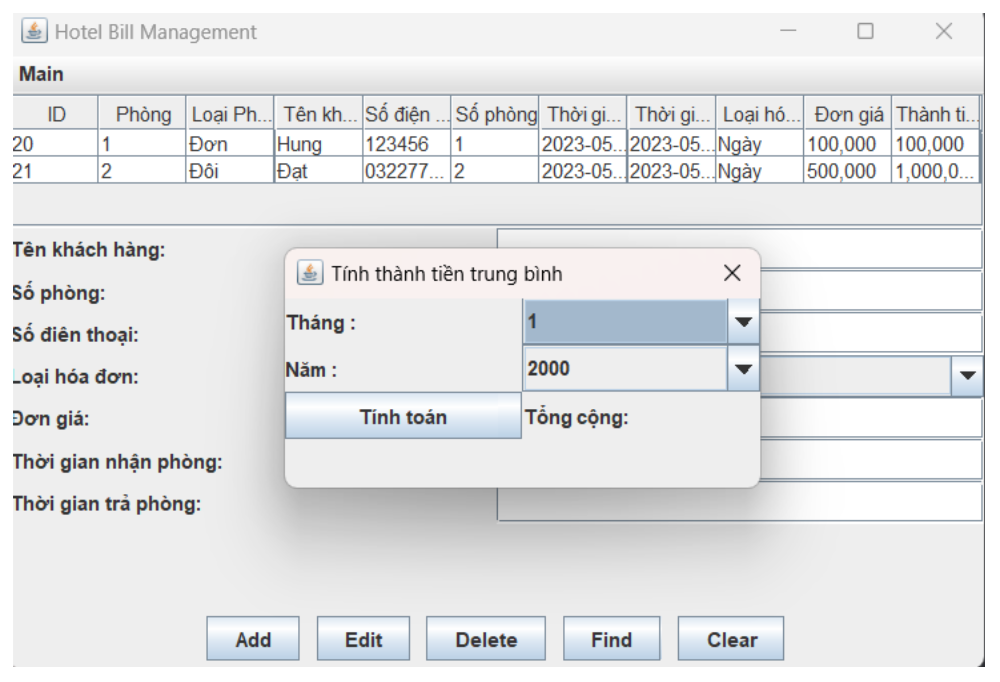 Hotel Bill Management
Main
ID Phòng Loại Ph... Tên kh... Số điện ... Số phòng Thời gi... Thời gi... Loại hó... Đơn giá Thành ti...
20 1 Đơn Hung 123456 1 2023-05... 2023-05... Ngày 100,000 100,000
21 2 Đôi Đạt 032277... 2 2023-05... 2023-05... Ngày 500,000 1,000,0...
Tên khách hàng:
Số phòng:
Số điên thoại:
Loại hóa đơn:
Đơn giá:
Thời gian nhận phòng:
Thời gian trả phòng:
Tính thành tiền trung bình
Tháng : 1
Năm : 2000
Tính toán Tổng cộng:
Add Edit Delete Find Clear